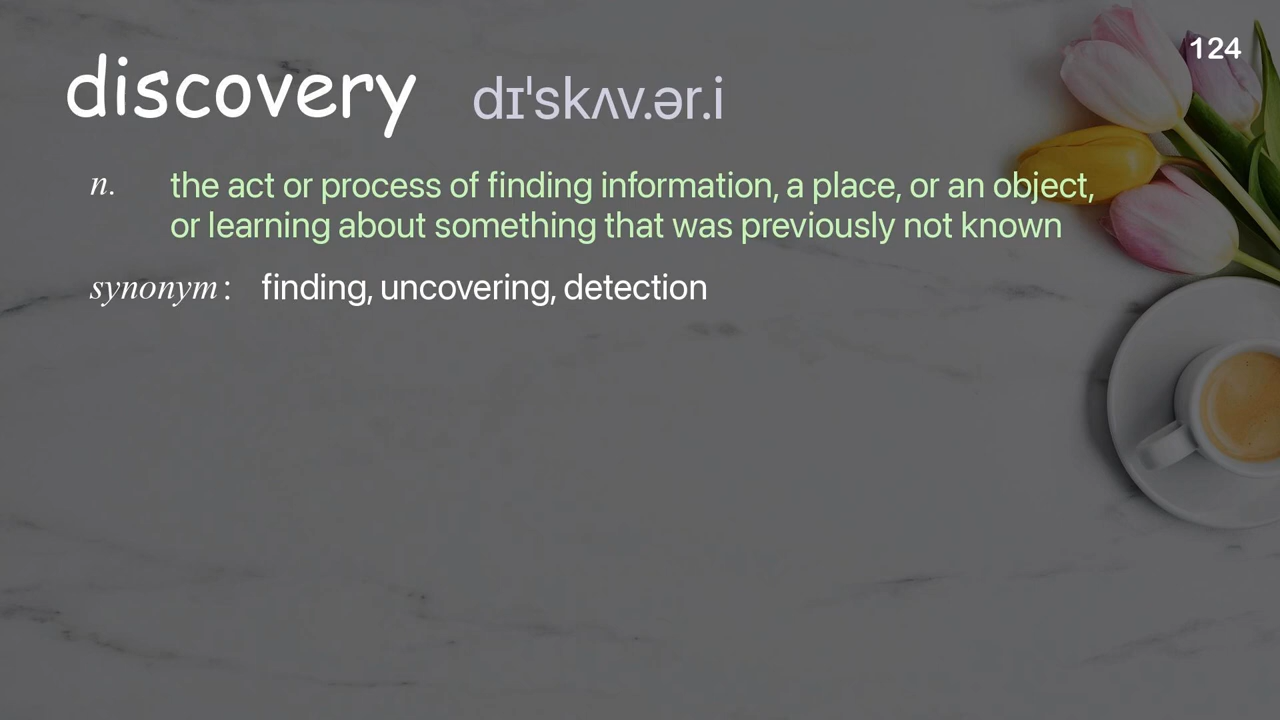 124
discovery dɪˈskʌv.ər.i
n. the act or process of finding information, a place, or an object,
or learning about something that was previously not known
synonym: finding, uncovering, detection